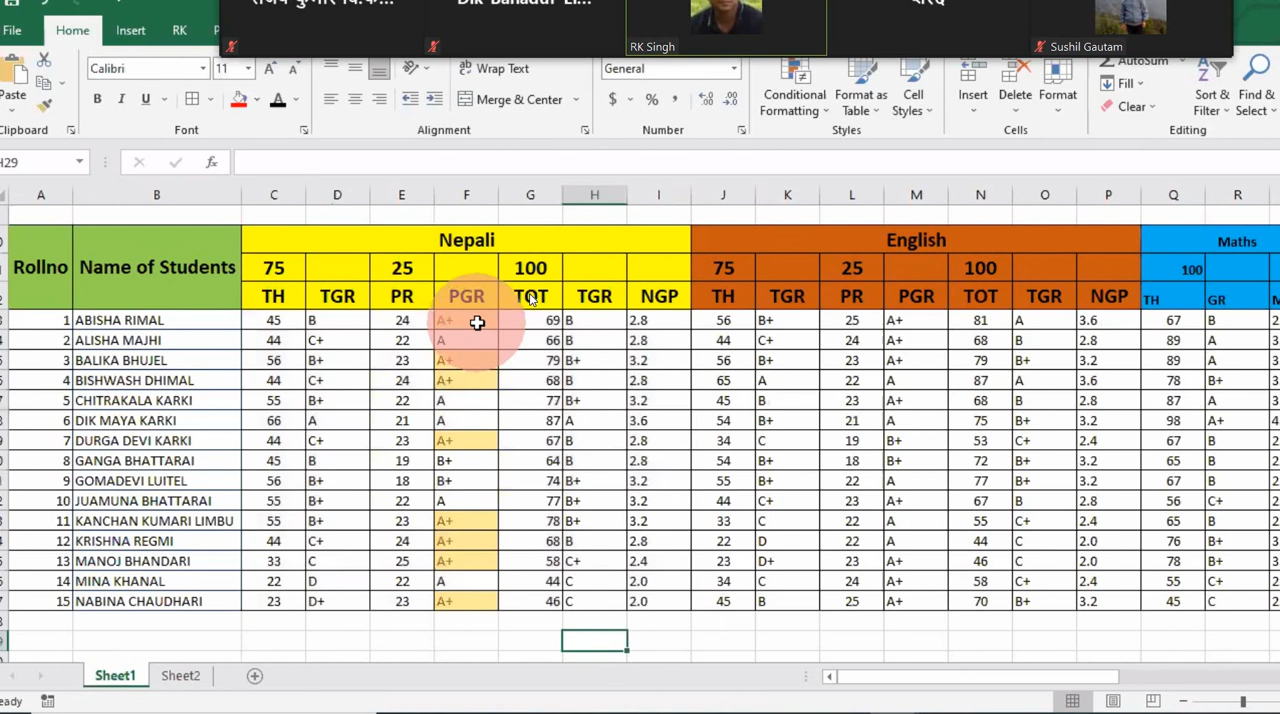 RK Singh
Sushil Gautam
File Home Insert RK
Paste
Calibri 11
B I U A
Wrap Text
Merge & Center
General
$ %
Conditional Formatting
Format as Table
Cell Styles
Insert Delete Format
AutoSum
Fill
Clear
Sort & Filter
Find & Select
Clipboard Font Alignment Number Styles Cells Editing
H29 fx
A B C D E F G H I J K L M N O P Q R
Nepali English Maths
Rollno Name of Students 75 25 100 75 25 100 100
TH TGR PR PGR TOT TGR NGP TH TGR PR PGR TOT TGR NGP TH GR
1 ABISHA RIMAL 45 B 24 A+ 69 B 2.8 56 B+ 25 A+ 81 A 3.6 67 B
2 ALISHA MAJHI 44 C+ 22 A 66 B 2.8 44 C+ 24 A+ 68 B 2.8 89 A
3 BALIKA BHUJEL 56 B+ 23 A+ 79 B+ 3.2 56 B+ 23 A+ 79 B+ 3.2 89 A
4 BISHWASH DHIMAL 44 C+ 24 A+ 68 B 2.8 65 A 22 A 87 A 3.6 78 B+
5 CHITRAKALA KARKI 55 B+ 22 A 77 B+ 3.2 45 B 23 A+ 68 B 2.8 87 A
6 DIK MAYA KARKI 66 A 21 A 87 A 3.6 54 B+ 21 A 75 B+ 3.2 98 A+
7 DURGA DEVI KARKI 44 C+ 23 A+ 67 B 2.8 34 C 19 B+ 53 C+ 2.4 67 B
8 GANGA BHATTARAI 45 B 19 B+ 64 B 2.8 54 B+ 18 B+ 72 B+ 3.2 65 B
9 GOMADEVI LUITEL 56 B+ 18 B+ 74 B+ 3.2 55 B+ 22 A 77 B+ 3.2 67 B
10 JUAMUNA BHATTARAI 55 B+ 22 A 77 B+ 3.2 44 C+ 23 A+ 67 B 2.8 56 C+
11 KANCHAN KUMARI LIMBU 55 B+ 23 A+ 78 B+ 3.2 33 C 22 A 55 C+ 2.4 65 B
12 KRISHNA REGMI 44 C+ 24 A+ 68 B 2.8 22 D 22 A 44 C 2.0 76 B+
13 MANOJ BHANDARI 33 C 25 A+ 58 C+ 2.4 23 D+ 23 A+ 46 C 2.0 78 B+
14 MINA KHANAL 22 D 22 A 44 C 2.0 34 C 24 A+ 58 C+ 2.4 55 C+
15 NABINA CHAUDHARI 23 D+ 23 A+ 46 C 2.0 45 B 25 A+ 70 B+ 3.2 45 C
Sheet1 Sheet2